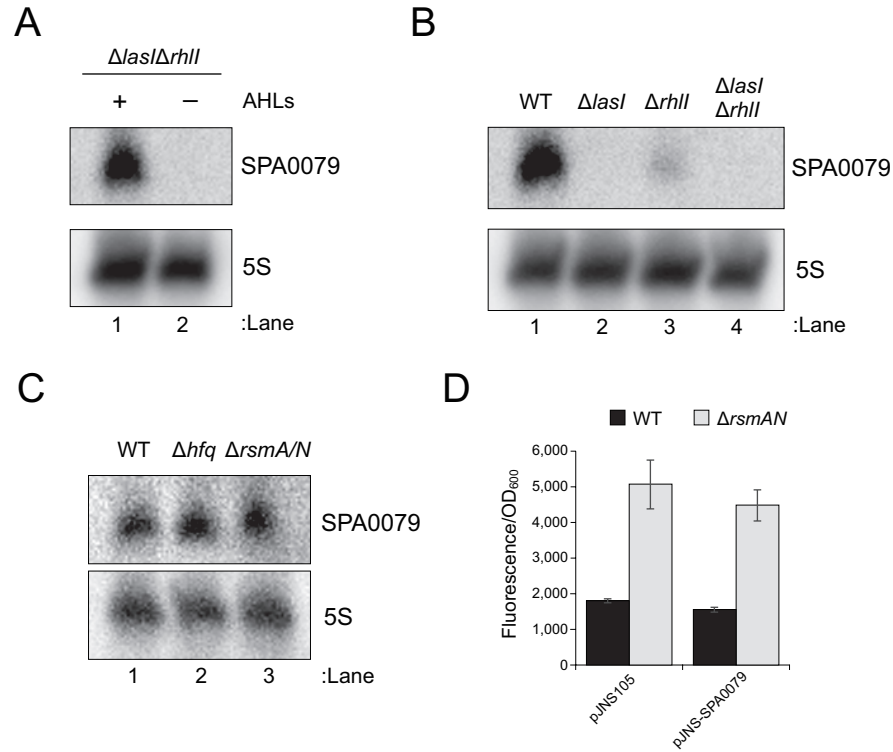 A
ΔlasIΔrhlI
+ – AHLs
SPA0079
5S
1 2 :Lane
B
WT ΔlasI ΔrhlI ΔlasI
ΔrhlI
SPA0079
5S
1 2 3 4 :Lane
C
WT Δhfq ΔrsmA/N
SPA0079
5S
1 2 3 :Lane
D
WT ΔrsmAN
Fluorescence/OD600
6,000
5,000
4,000
3,000
2,000
1,000
0
pJNS105
pJNS-SPA0079